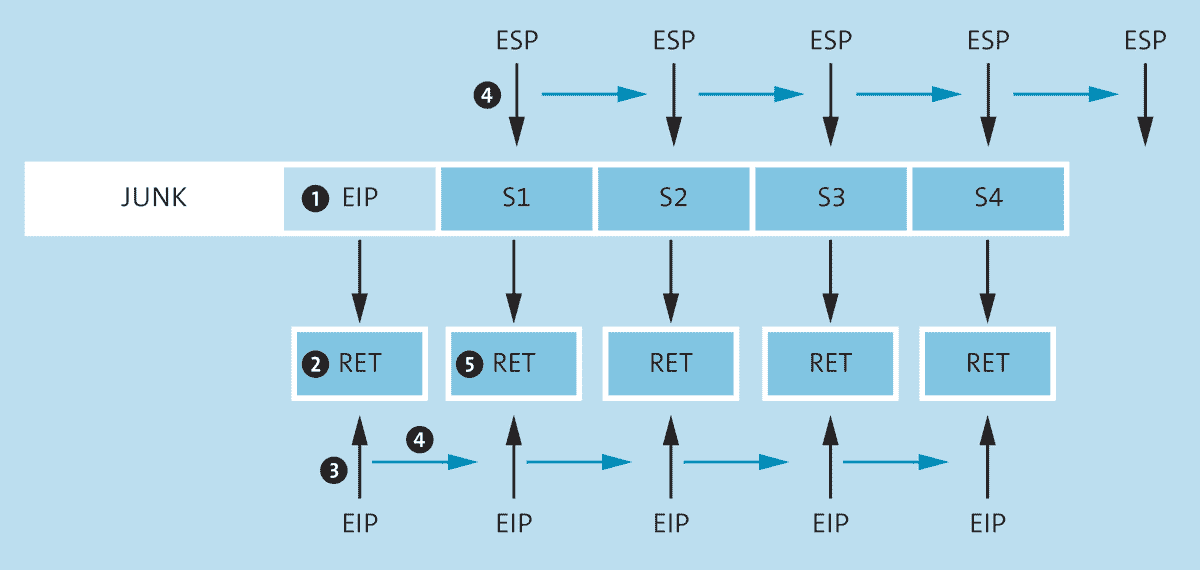 ESP ESP ESP ESP ESP
4
JUNK 1 EIP S1 S2 S3 S4
2 RET 5 RET RET RET RET
4
3
EIP EIP EIP EIP EIP